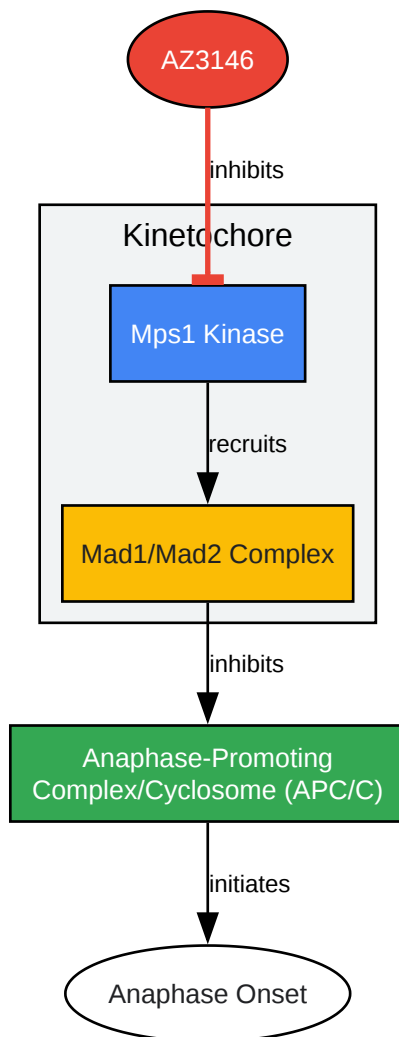 AZ3146
inhibits
Kinetochore
Mps1 Kinase
recruits
Mad1/Mad2 Complex
inhibits
Anaphase-Promoting
Complex/Cyclosome (APC/C)
initiates
Anaphase Onset